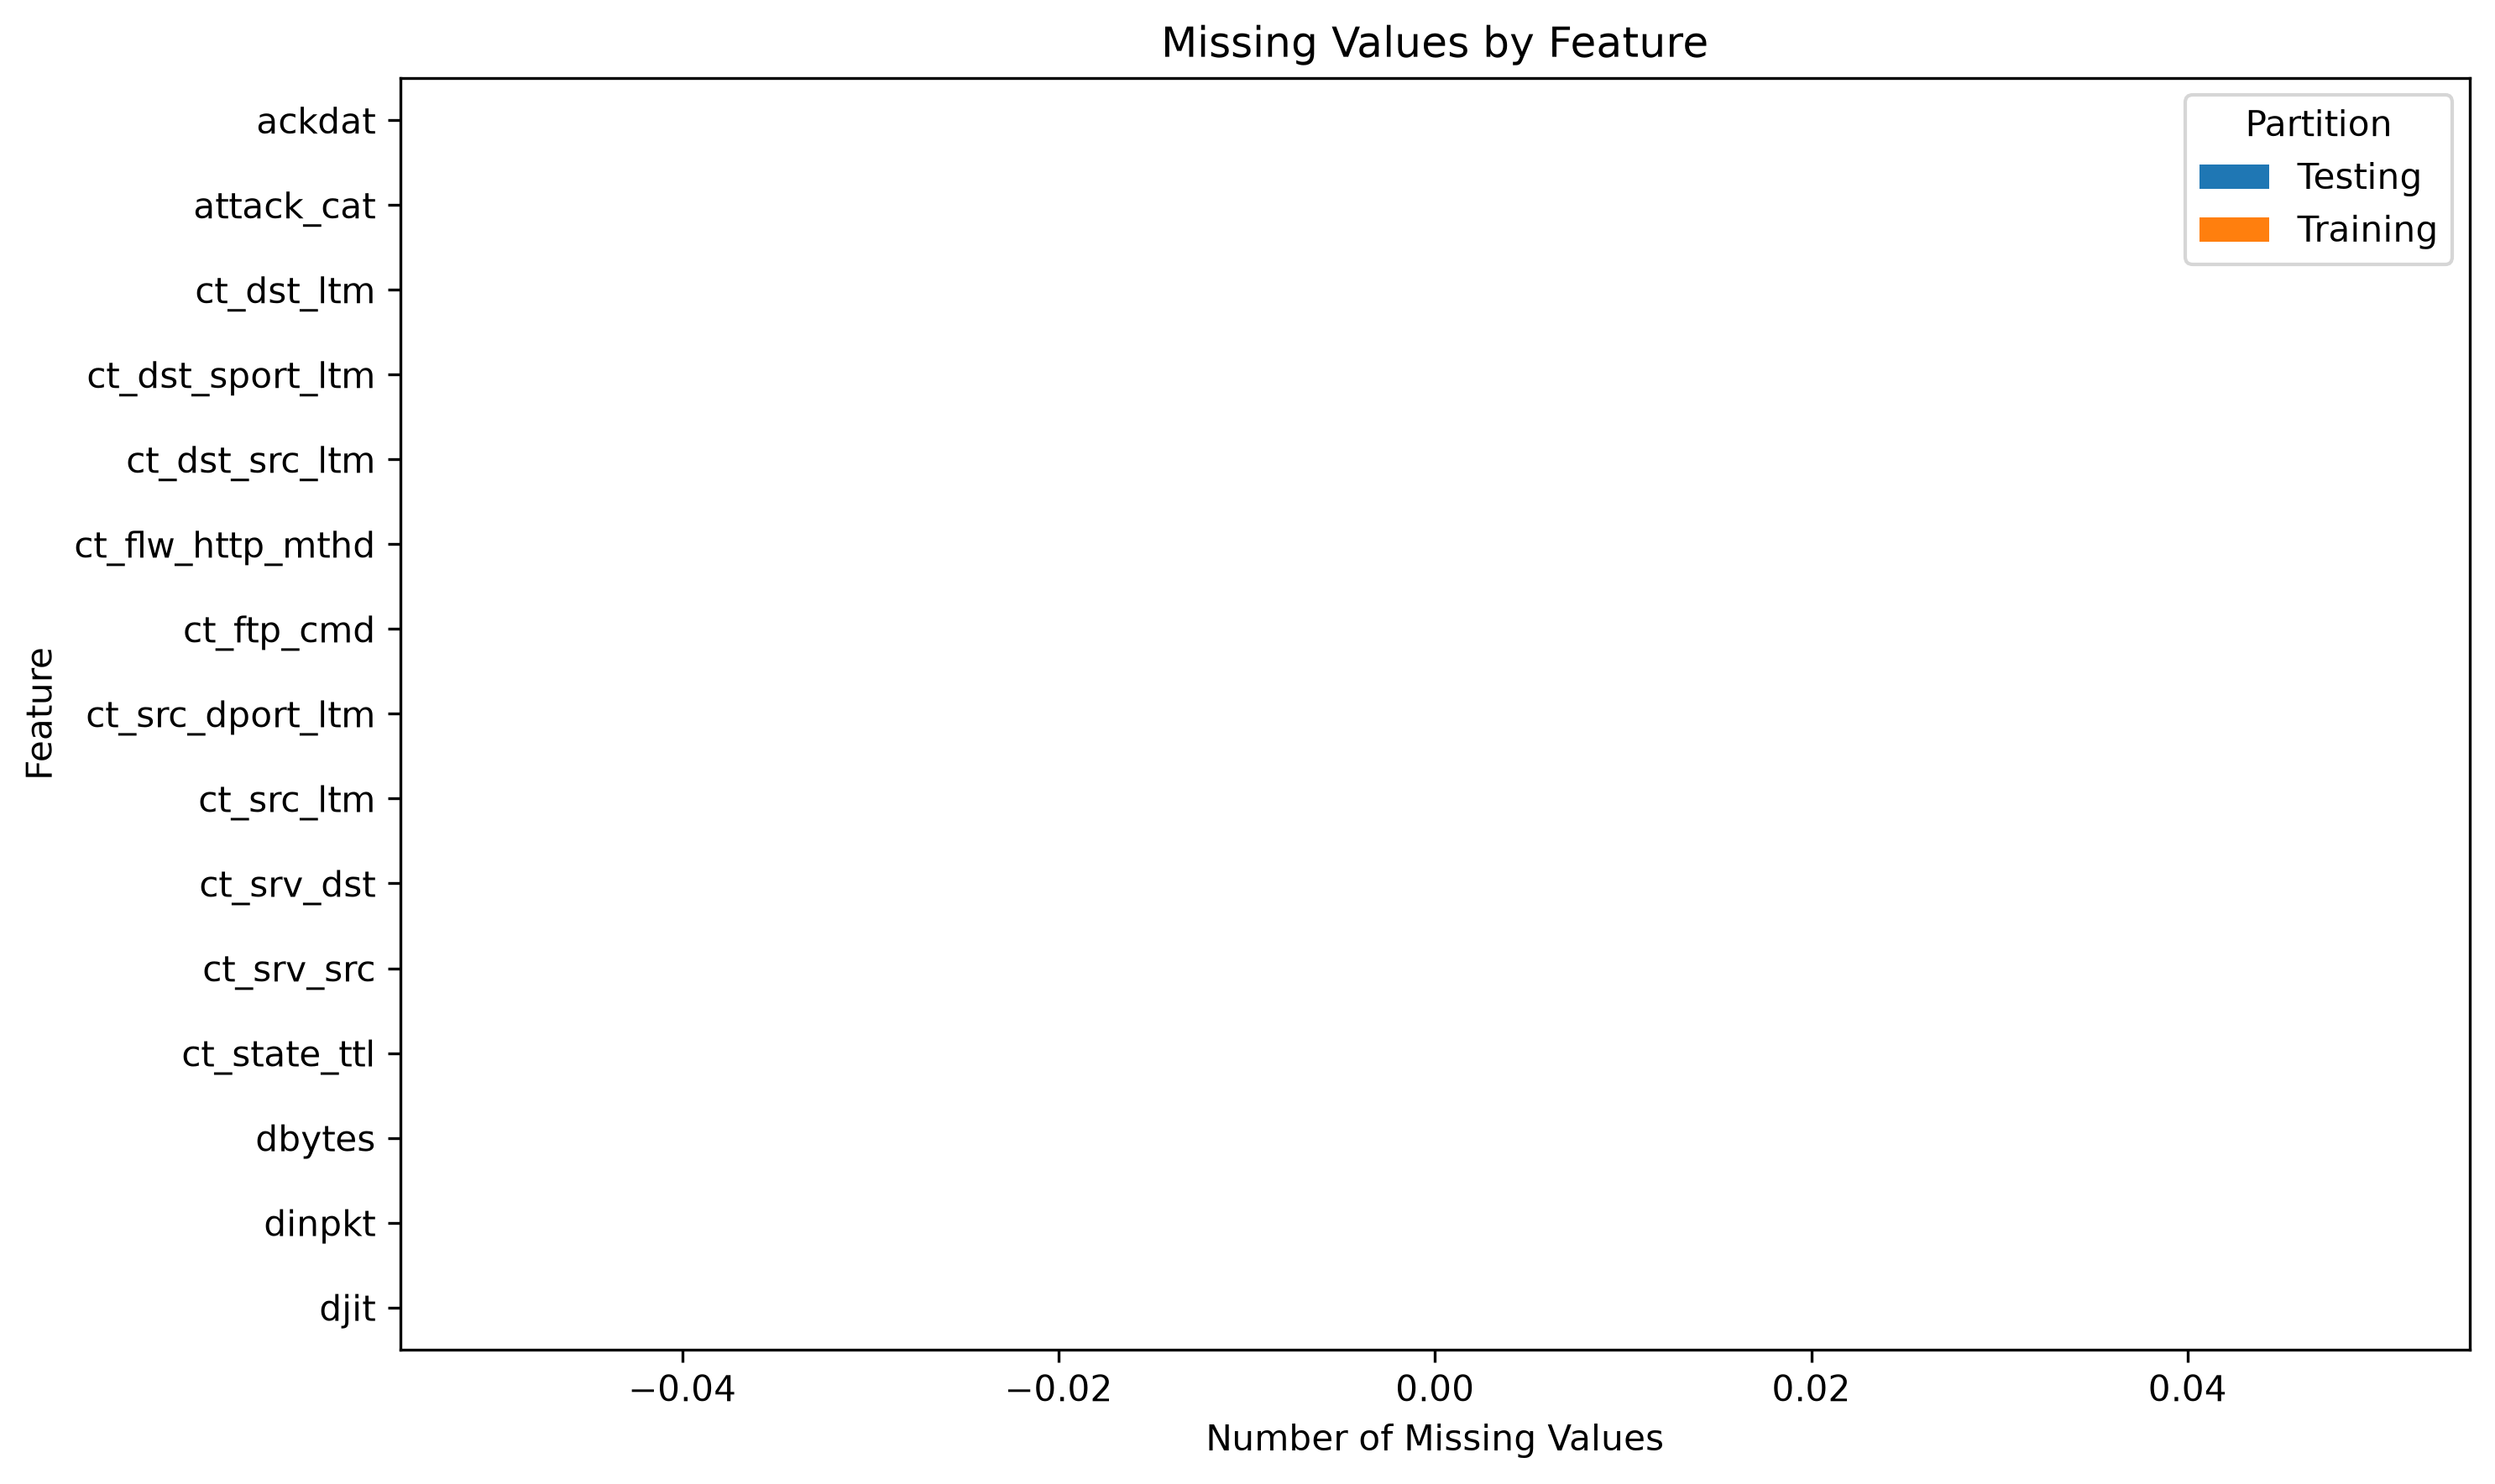 Missing Values by Feature
Partition
Testing
Training
Feature
ackdat
attack_cat
ct_dst_ltm
ct_dst_sport_ltm
ct_dst_src_ltm
ct_flw_http_mthd
ct_ftp_cmd
ct_src_dport_ltm
ct_src_ltm
ct_srv_dst
ct_srv_src
ct_state_ttl
dbytes
dinpkt
djit
−0.04 −0.02 0.00 0.02 0.04
Number of Missing Values